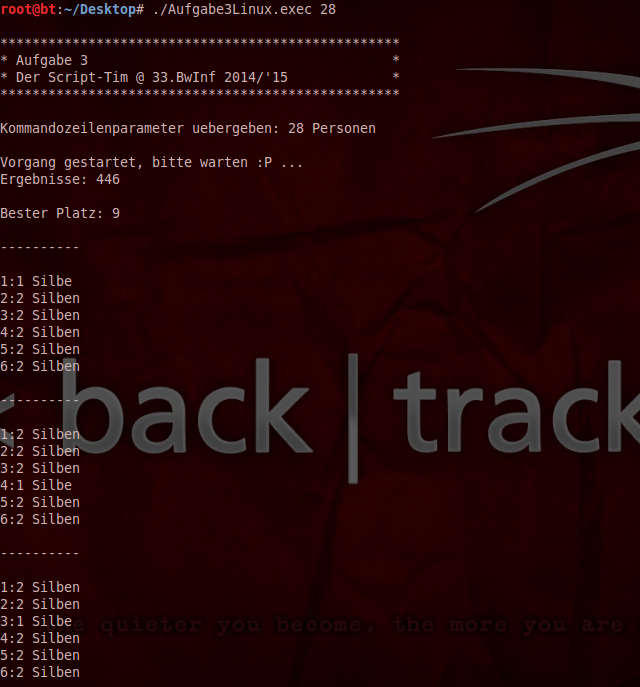 root@bt:~/Desktop# ./Aufgabe3Linux.exec 28
**************************************************
* Aufgabe 3                                      *
* Der Script-Tim @ 33.BwInf 2014/'15             *
**************************************************
Kommandozeilenparameter uebergeben: 28 Personen
Vorgang gestartet, bitte warten :P ...
Ergebnisse: 446
Bester Platz: 9
----------
1:1 Silbe
2:2 Silben
3:2 Silben
4:2 Silben
5:2 Silben
6:2 Silben
----------
1:2 Silben
2:2 Silben
3:2 Silben
4:1 Silbe
5:2 Silben
6:2 Silben
----------
1:2 Silben
2:2 Silben
3:1 Silbe
4:2 Silben
5:2 Silben
6:2 Silben
back | track
quieter you become, the more you are